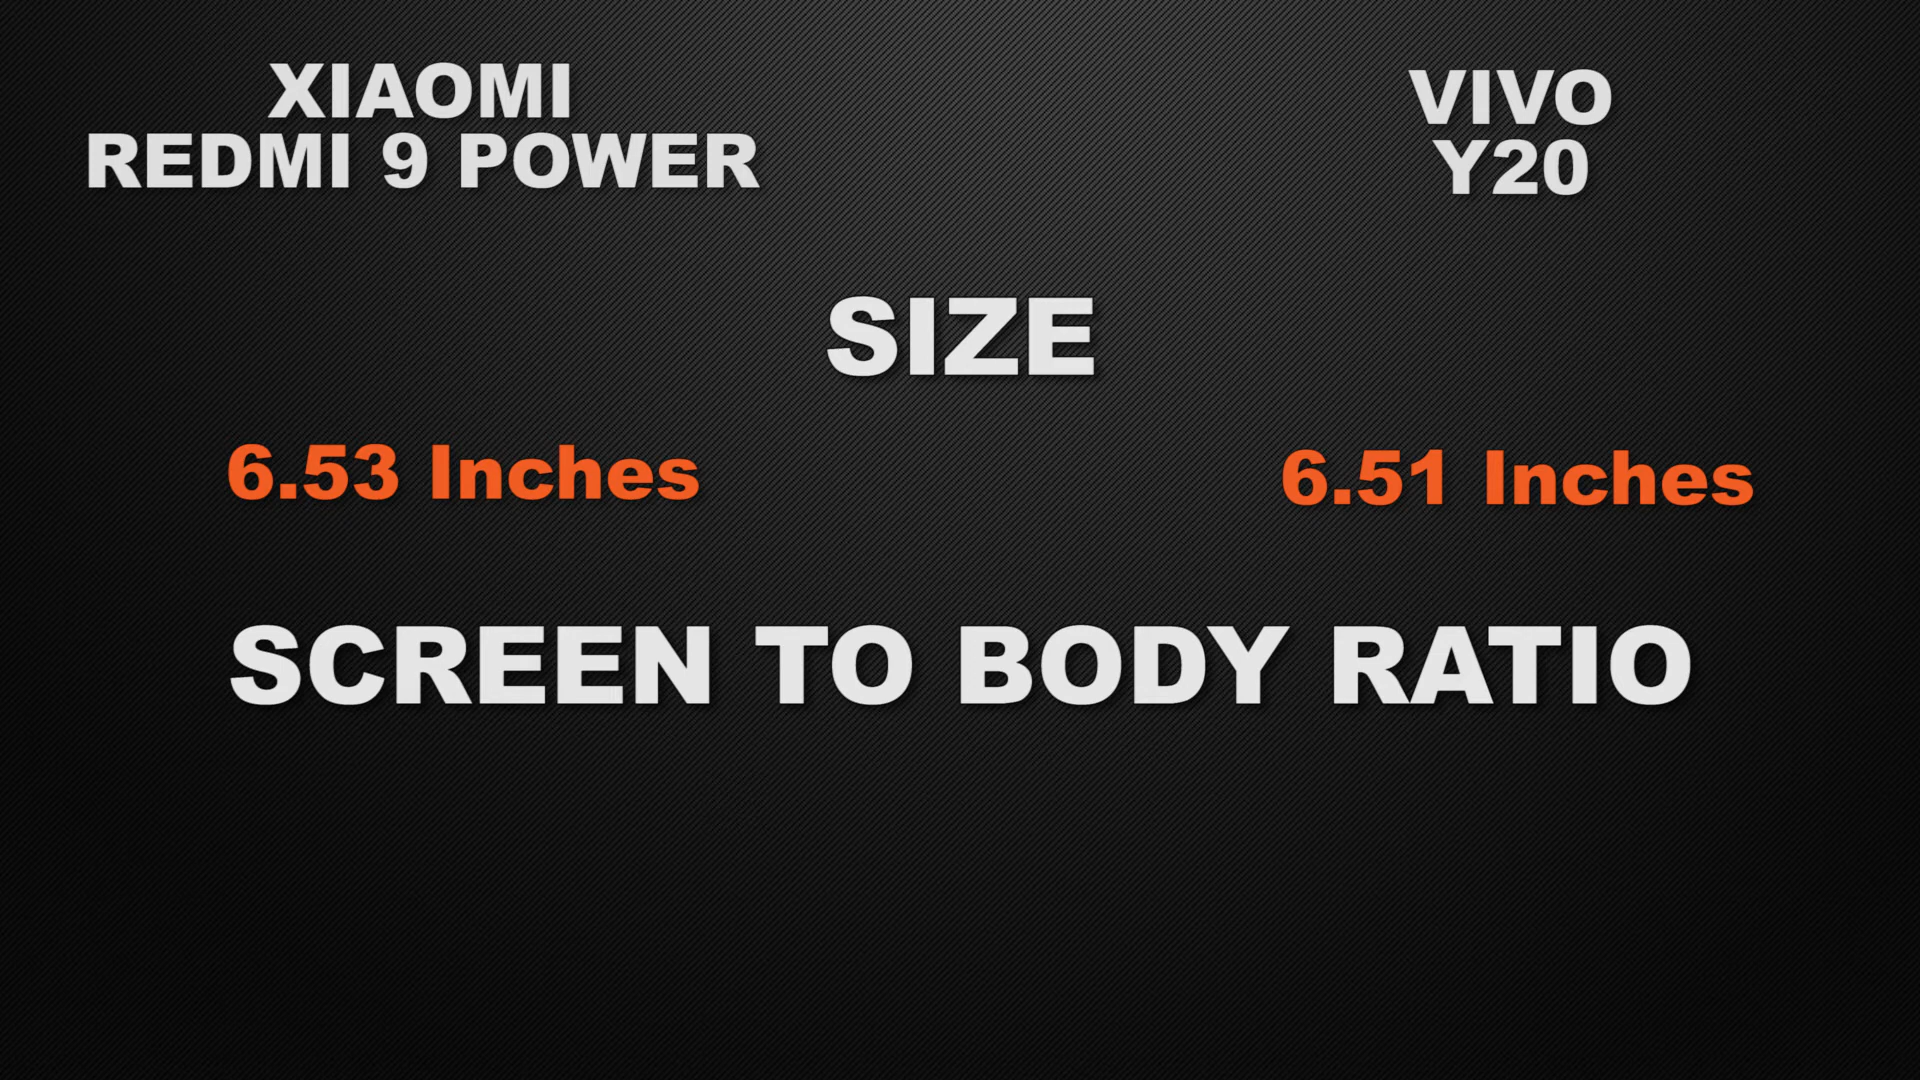 XIAOMI
REDMI 9 POWER
VIVO
Y20
SIZE
6.53 Inches
6.51 Inches
SCREEN TO BODY RATIO